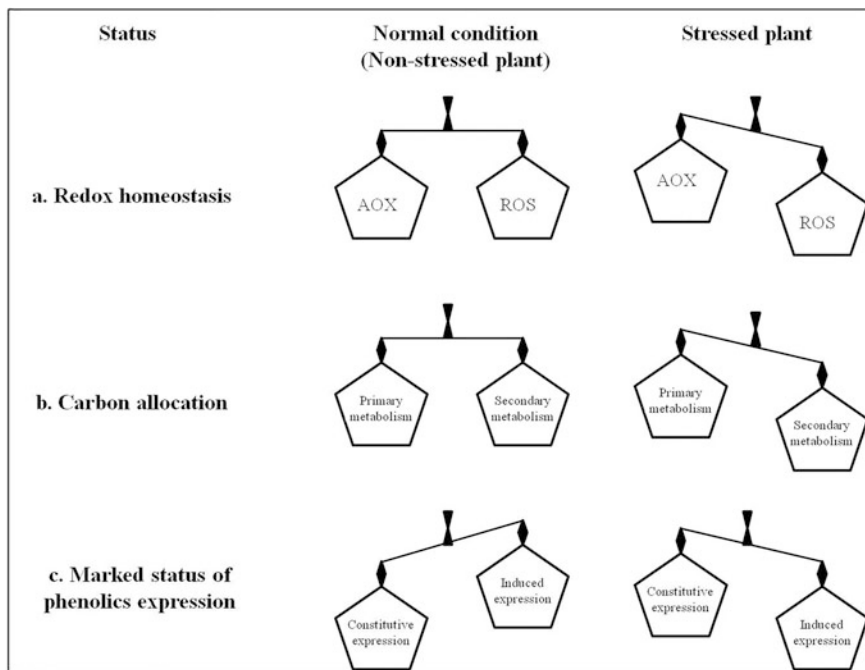 Status
Normal condition
(Non-stressed plant)
Stressed plant
a. Redox homeostasis
AOX
ROS
AOX
ROS
b. Carbon allocation
Primary
metabolism
Secondary
metabolism
Primary
metabolism
Secondary
metabolism
c. Marked status of
phenolics expression
Constitutive
expression
Induced
expression
Constitutive
expression
Induced
expression